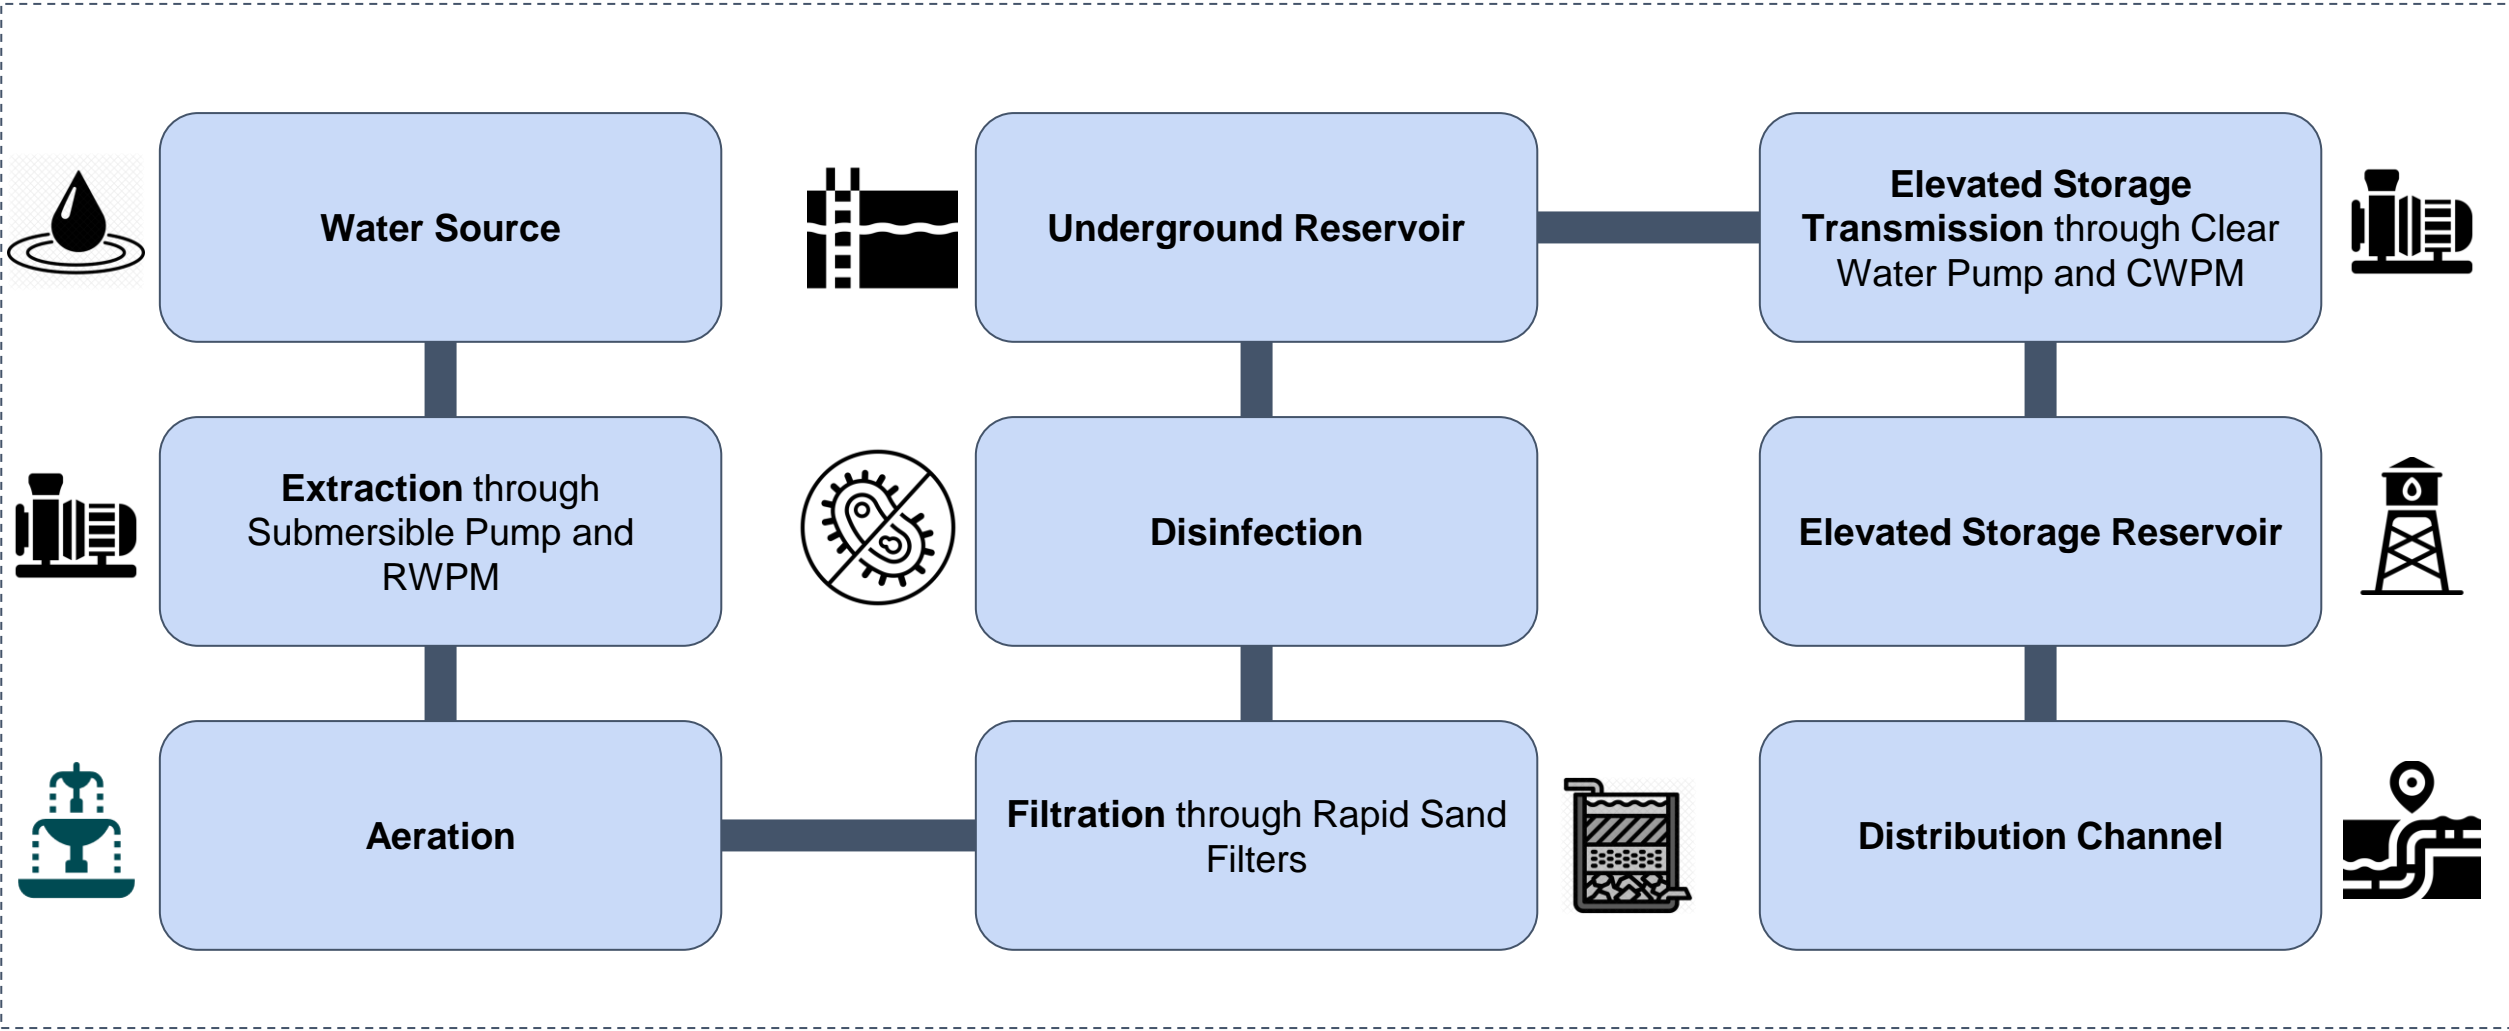 Water Source
Extraction through
Submersible Pump and
RWPM
Aeration
Filtration through Rapid Sand
Filters
Disinfection
Underground Reservoir
Elevated Storage
Transmission through Clear
Water Pump and CWPM
Elevated Storage Reservoir
Distribution Channel